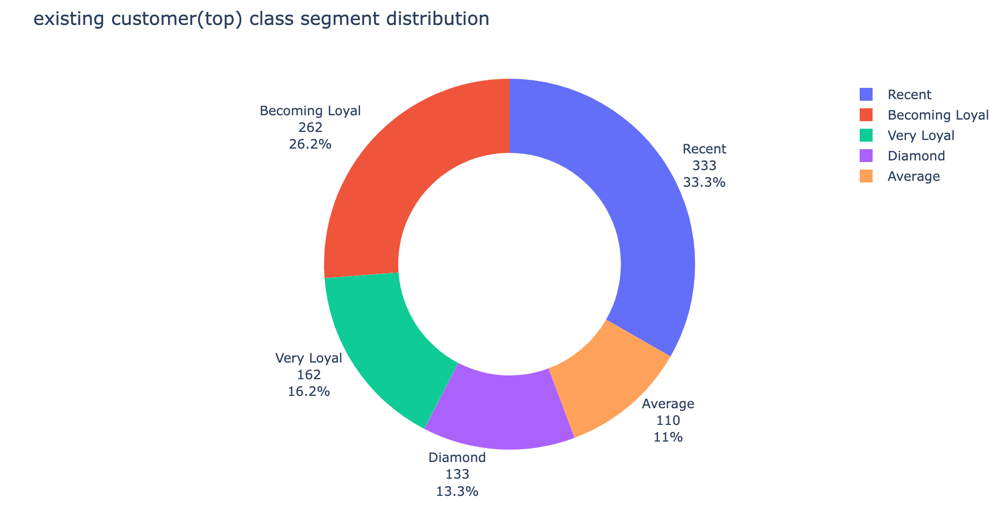 existing customer(top) class segment distribution
Becoming Loyal
262
26.2%
Recent
333
33.3%
Very Loyal
162
16.2%
Diamond
133
13.3%
Average
110
11%
Recent
Becoming Loyal
Very Loyal
Diamond
Average